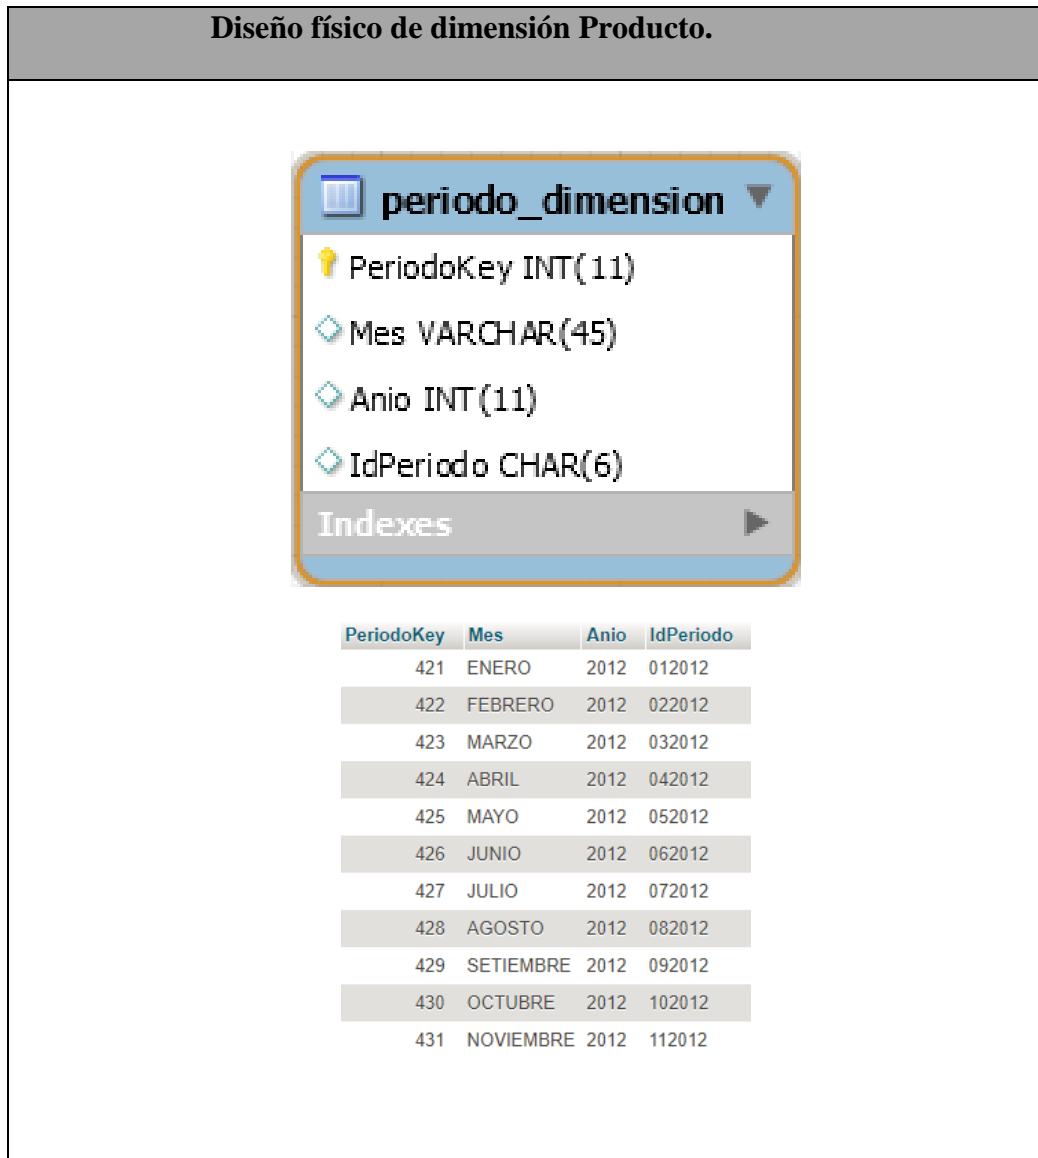 Diseño físico de dimensión Producto.
periodo_dimension
PeriodoKey INT(11)
Mes VARCHAR(45)
Anio INT(11)
IdPeriodo CHAR(6)
Indexes
PeriodoKey Mes Anio IdPeriodo
421 ENERO 2012 012012
422 FEBRERO 2012 022012
423 MARZO 2012 032012
424 ABRIL 2012 042012
425 MAYO 2012 052012
426 JUNIO 2012 062012
427 JULIO 2012 072012
428 AGOSTO 2012 082012
429 SETIEMBRE 2012 092012
430 OCTUBRE 2012 102012
431 NOVIEMBRE 2012 112012